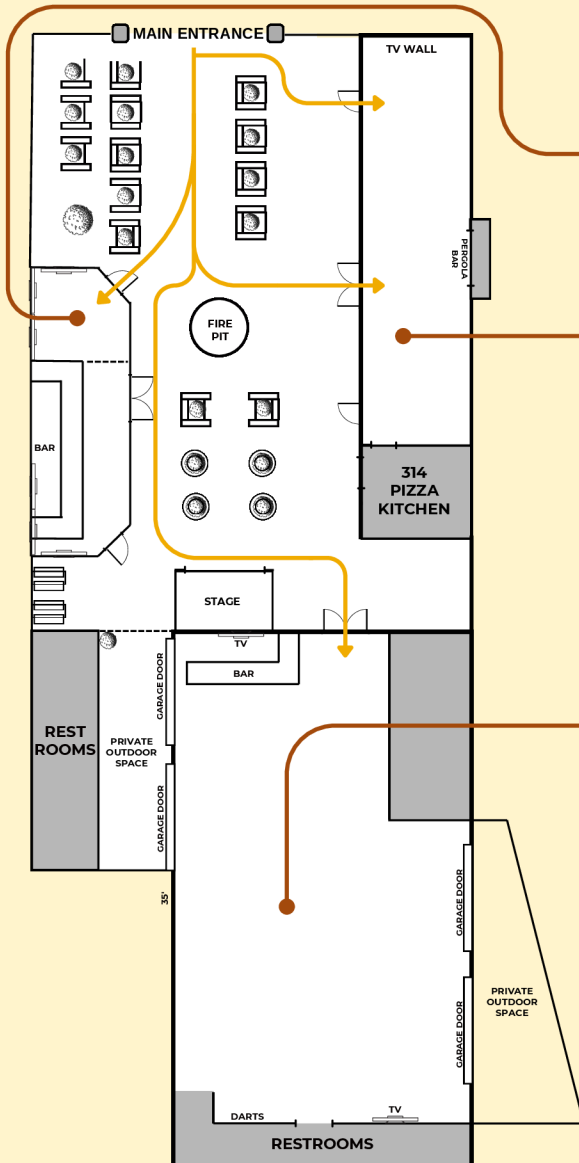 MAIN ENTRANCE
TV WALL
PERGOLA
BAR
FIRE
PIT
BAR
314
PIZZA
KITCHEN
STAGE
TV
BAR
GARAGE DOOR
REST
ROOMS
PRIVATE
OUTDOOR
SPACE
GARAGE DOOR
35'
GARAGE DOOR
PRIVATE
OUTDOOR
SPACE
GARAGE DOOR
DARTS
TV
RESTROOMS